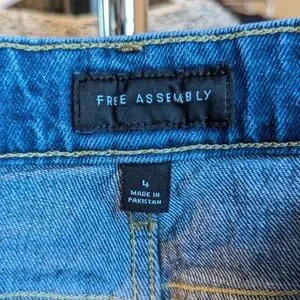 FREE ASSEMBLY
4
MADE IN
PAKISTAN